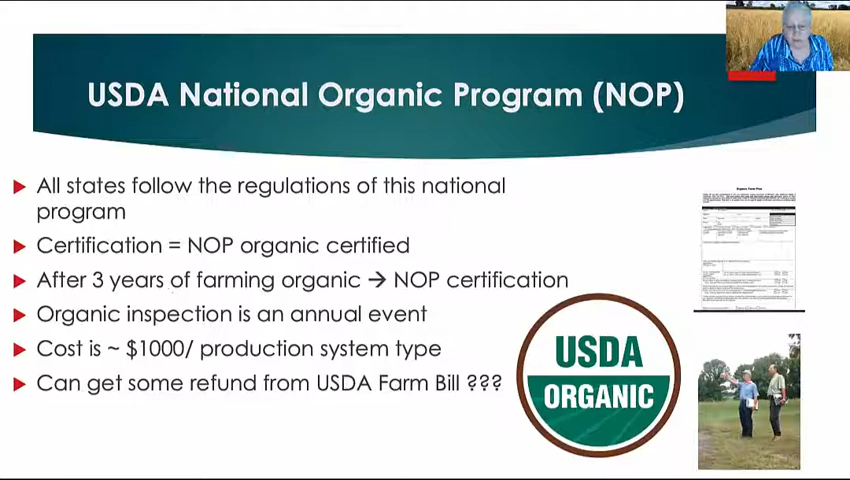 USDA National Organic Program (NOP)
All states follow the regulations of this national
program
Certification = NOP organic certified
After 3 years of farming organic → NOP certification
Organic inspection is an annual event
Cost is ~ $1000/ production system type
Can get some refund from USDA Farm Bill ???
USDA
ORGANIC
Organic Farm Plan